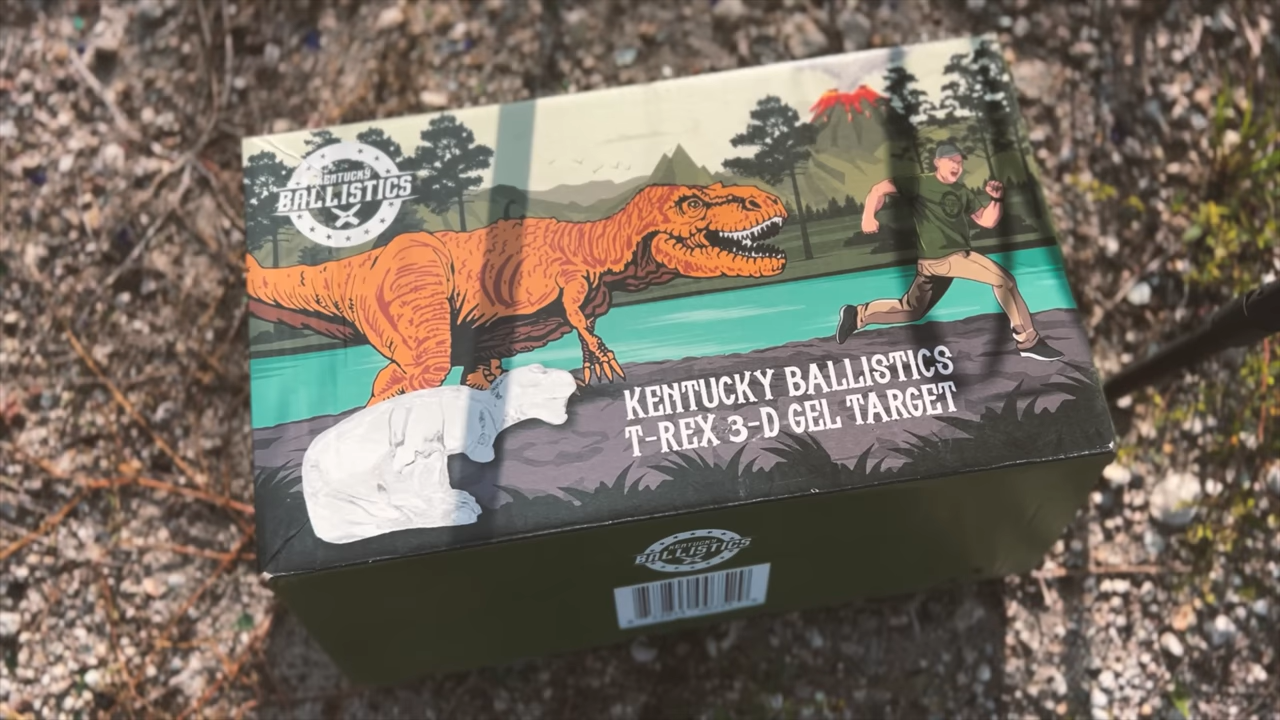 KENTUCKY
BALLISTICS
KENTUCKY BALLISTICS
T-REX 3-D GEL TARGET
KENTUCKY
BALLISTICS